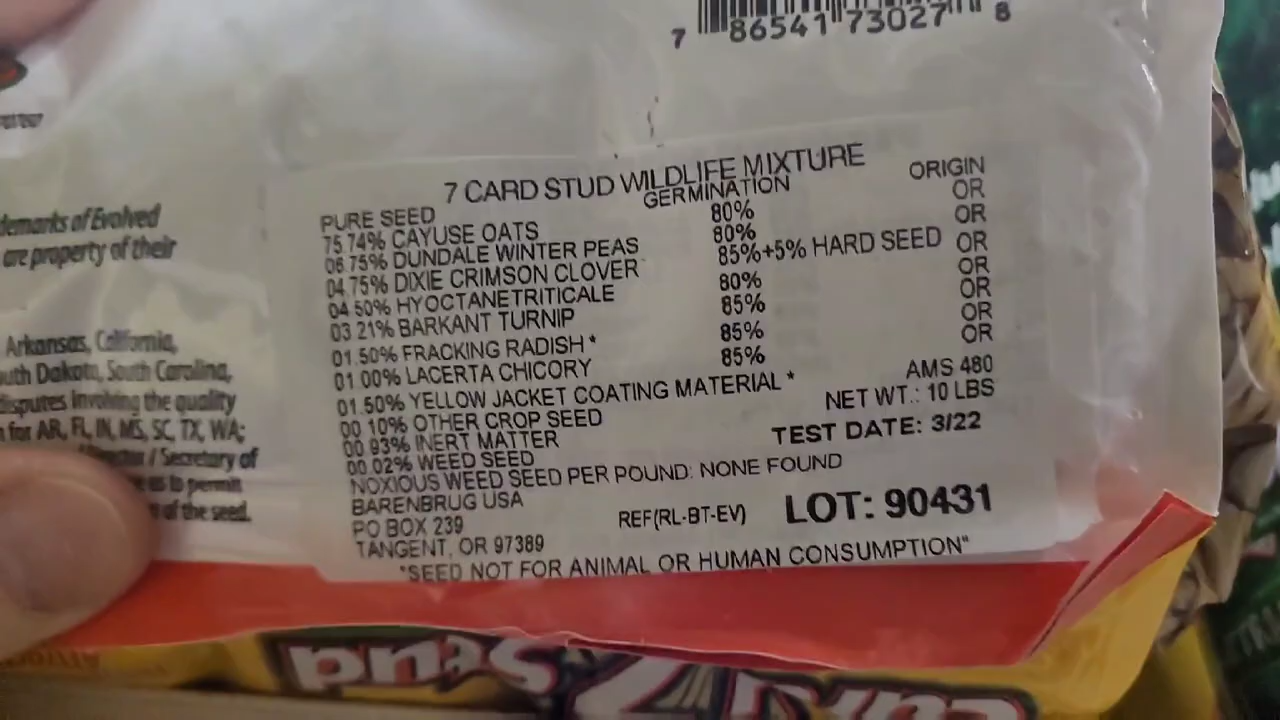 7 86541 73027 8
7 CARD STUD WILDLIFE MIXTURE
PURE SEED GERMINATION ORIGIN
75.74% CAYUSE OATS 80% OR
06.75% DUNDALE WINTER PEAS 80% OR
04.75% DIXIE CRIMSON CLOVER 85%+5% HARD SEED OR
04.50% HYOCTANE TRITICALE 80% OR
03.21% BARKANT TURNIP 85% OR
01.50% FRACKING RADISH * 85% OR
01.00% LACERTA CHICORY 85% OR
01.50% YELLOW JACKET COATING MATERIAL *
00.10% OTHER CROP SEED AMS 480
00.93% INERT MATTER NET WT.: 10 LBS
00.02% WEED SEED TEST DATE: 3/22
NOXIOUS WEED SEED PER POUND: NONE FOUND
BARENBRUG USA
PO BOX 239 REF(RL-BT-EV) LOT: 90431
TANGENT, OR 97389
"SEED NOT FOR ANIMAL OR HUMAN CONSUMPTION"
demarks of Evolved
are property of their
Arkansas, California,
uth Dakota, South Carolina,
disputes involving the quality
for AR, FL, IN, MS, SC, TX, WA;
/ Secretary of
as to permit
of the seed.
Card Stud